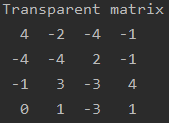 Transparent matrix
4 -2 -4 -1
-4 -4 2 -1
-1 3 -3 4
0 1 -3 1